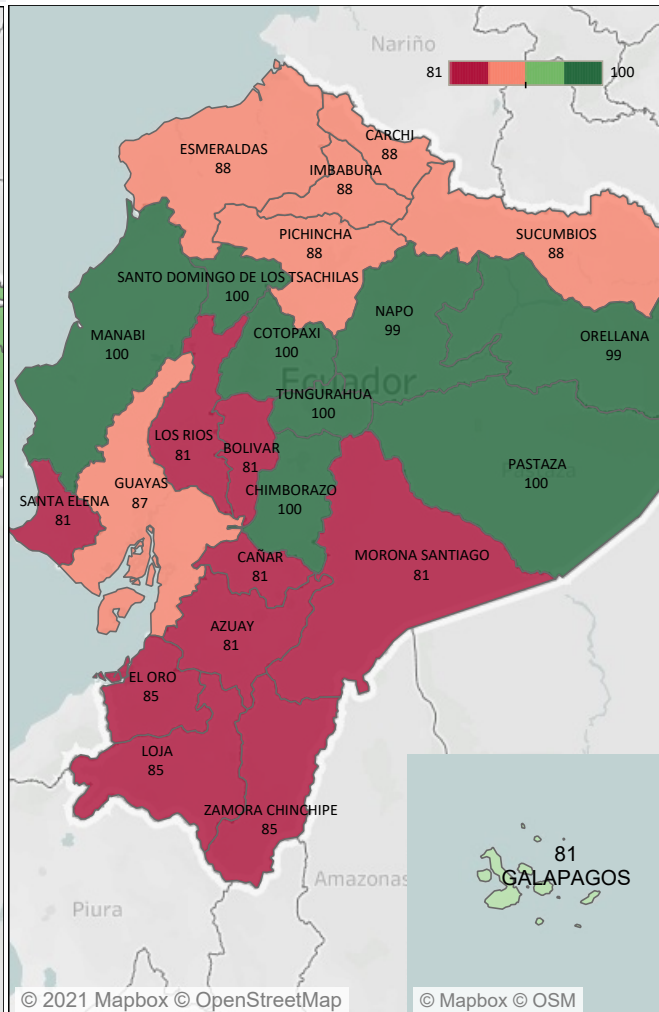 Nariño
81 100
CARCHI
88
ESMERALDAS
88
IMBABURA
88
PICHINCHA
88
SUCUMBIOS
88
SANTO DOMINGO DE LOS TSACHILAS
100
NAPO
99
MANABI
100
COTOPAXI
100
ORELLANA
99
Ecuador
TUNGURAHUA
100
LOS RIOS
81
BOLIVAR
81
PASTAZA
100
GUAYAS
87
CHIMBORAZO
100
SANTA ELENA
81
CAÑAR
81
MORONA SANTIAGO
81
AZUAY
81
EL ORO
85
LOJA
85
ZAMORA CHINCHIPE
85
81
GALAPAGOS
Amazonas
Piura
© 2021 Mapbox © OpenStreetMap
© Mapbox © OSM